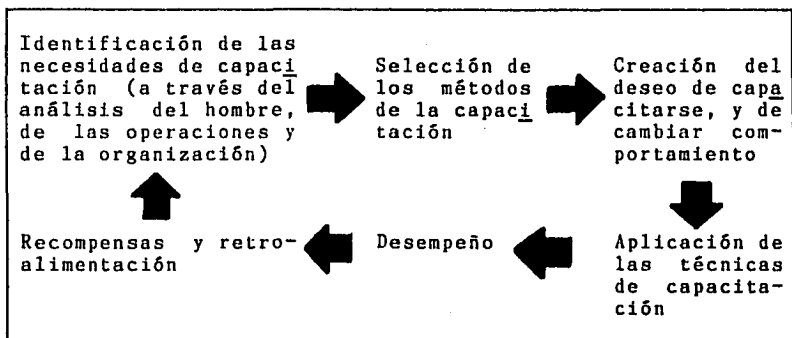 Identificación de las
necesidades de capaci
tación (a través del
análisis del hombre,
de las operaciones y
de la organización)
Selección de
los métodos
de la capaci
tación
Creación del
deseo de capa
citarse, y de
cambiar com-
portamiento
Aplicación de
las técnicas
de capacita-
ción
Desempeño
Recompensas y retro-
alimentación